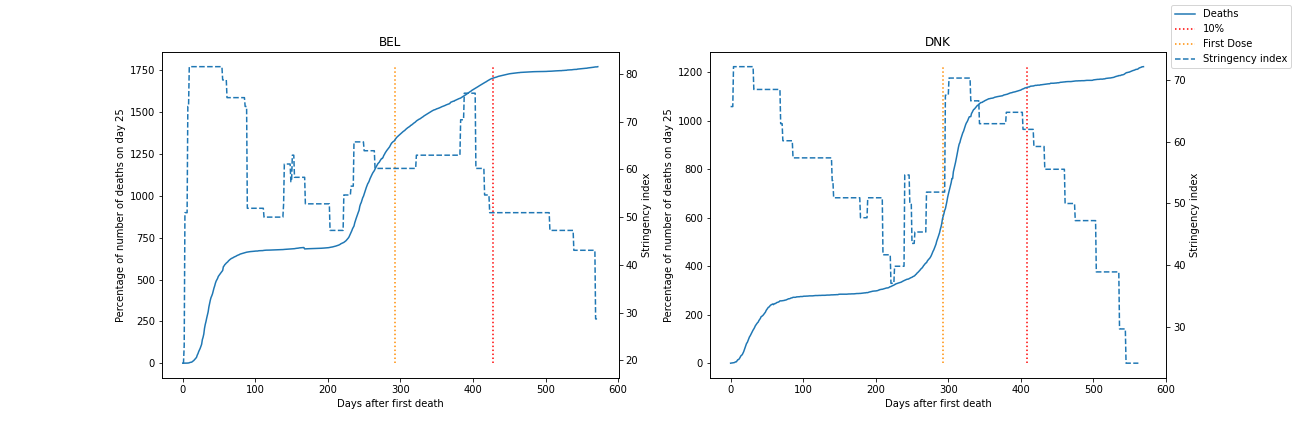 Deaths
10%
First Dose
Stringency index
BEL
Percentage of number of deaths on day 25
1750
1500
1250
1000
750
500
250
0
0 100 200 300 400 500 600
Days after first death
80
70
60
50
40
30
20
Stringency index
DNK
Percentage of number of deaths on day 25
1200
1000
800
600
400
200
0
0 100 200 300 400 500 600
Days after first death
70
60
50
40
30
Stringency index